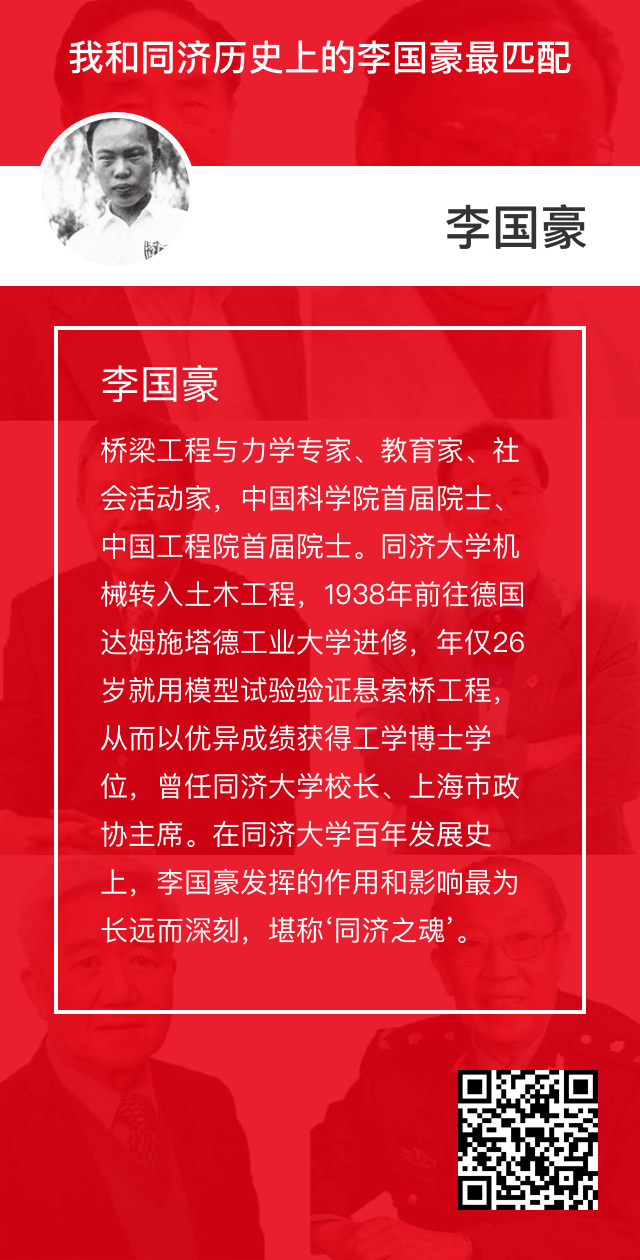 我和同济历史上的李国豪最匹配
李国豪
李国豪
桥梁工程与力学专家、教育家、社
会活动家，中国科学院首届院士、
中国工程院首届院士。同济大学机
械转入土木工程，1938年前往德国
达姆施塔德工业大学进修，年仅26
岁就用模型试验验证悬索桥工程，
从而以优异成绩获得工学博士学
位，曾任同济大学校长、上海市政
协主席。在同济大学百年发展史
上，李国豪发挥的作用和影响最为
长远而深刻，堪称‘同济之魂’。